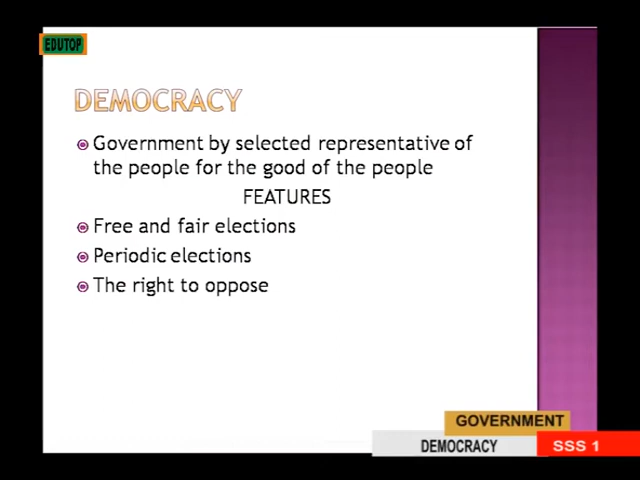 EDUTOP
DEMOCRACY
Government by selected representative of
the people for the good of the people
FEATURES
Free and fair elections
Periodic elections
The right to oppose
GOVERNMENT
DEMOCRACY
SSS 1